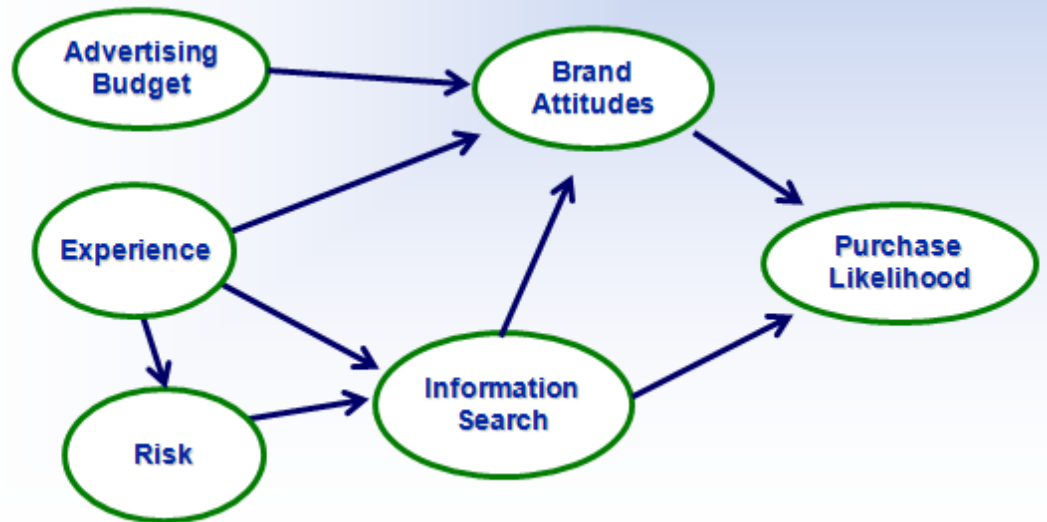 Advertising
Budget
Brand
Attitudes
Experience
Purchase
Likelihood
Information
Search
Risk